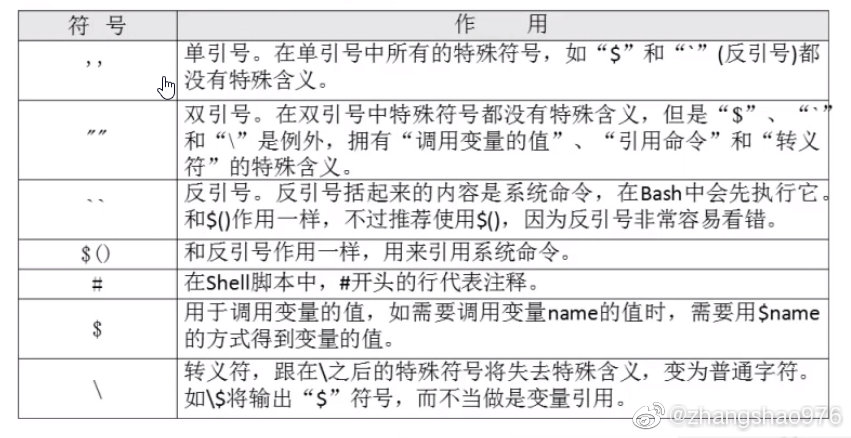 符 号 作 用
'' 单引号。在单引号中所有的特殊符号，如“$”和“`”(反引号)都
没有特殊含义。
"" 双引号。在双引号中特殊符号都没有特殊含义，但是“$”、“`”
和“\”是例外，拥有“调用变量的值”、“引用命令”和“转义
符”的特殊含义。
`` 反引号。反引号括起来的内容是系统命令，在Bash中会先执行它。
和$()作用一样，不过推荐使用$()，因为反引号非常容易看错。
$() 和反引号作用一样，用来引用系统命令。
# 在Shell脚本中，#开头的行代表注释。
$ 用于调用变量的值，如需要调用变量name的值时，需要用$name
的方式得到变量的值。
\ 转义符，跟在\之后的特殊符号将失去特殊含义，变为普通字符。
如\$将输出“$”符号，而不当做是变量引用。
@zhangshao976